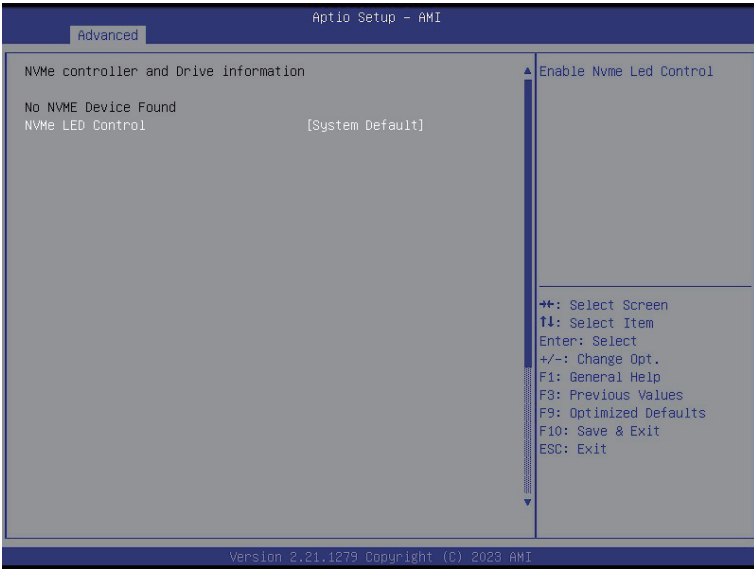 Aptio Setup – AMI
Advanced
NVMe controller and Drive information
No NVME Device Found
NVMe LED Control [System Default]
Enable Nvme Led Control
→←: Select Screen
↑↓: Select Item
Enter: Select
+/-: Change Opt.
F1: General Help
F3: Previous Values
F9: Optimized Defaults
F10: Save & Exit
ESC: Exit
Version 2.21.1279 Copyright (C) 2023 AMI